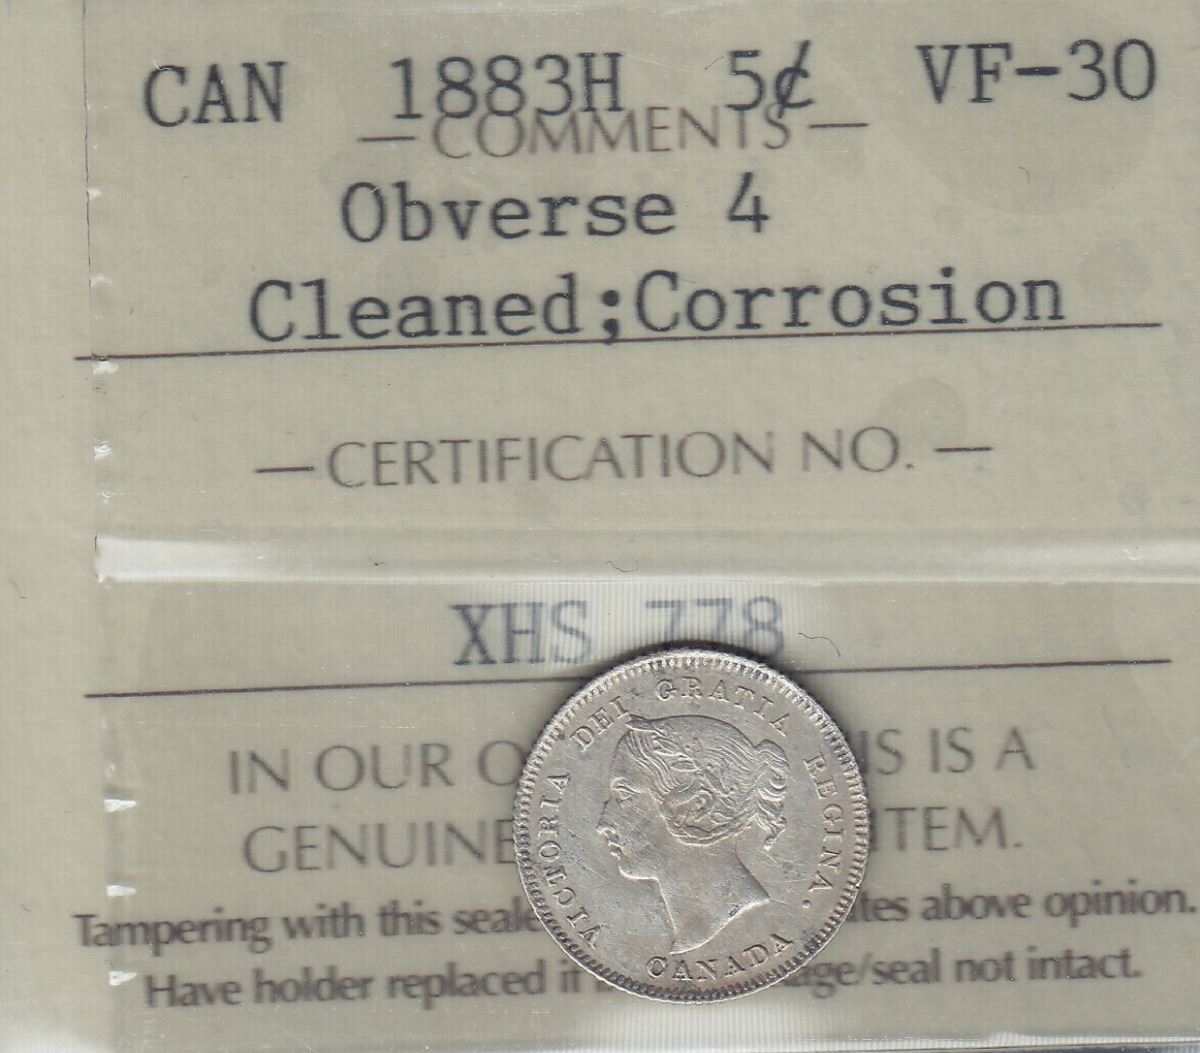 CAN 1883H 5¢ VF-30
— COMMENTS —
Obverse 4
Cleaned;Corrosion
— CERTIFICATION NO. —
XHS 778
IN OUR O IS IS A
GENUINE TEM.
Tampering with this seale tes above opinion.
Have holder replaced if age/seal not intact.
VICTORIA DEI GRATIA REGINA.
CANADA